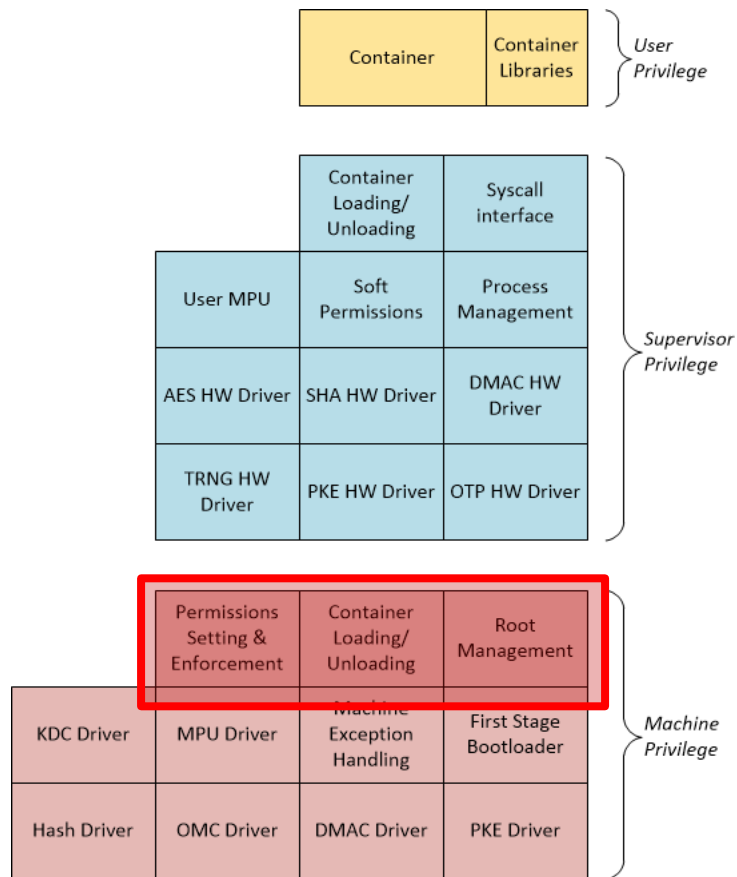 Container
Container
Libraries
User
Privilege
Container
Loading/
Unloading
Syscall
interface
User MPU
Soft
Permissions
Process
Management
AES HW Driver
SHA HW Driver
DMAC HW
Driver
TRNG HW
Driver
PKE HW Driver
OTP HW Driver
Supervisor
Privilege
Permissions
Setting &
Enforcement
Container
Loading/
Unloading
Root
Management
KDC Driver
MPU Driver
Machine
Exception
Handling
First Stage
Bootloader
Hash Driver
OMC Driver
DMAC Driver
PKE Driver
Machine
Privilege